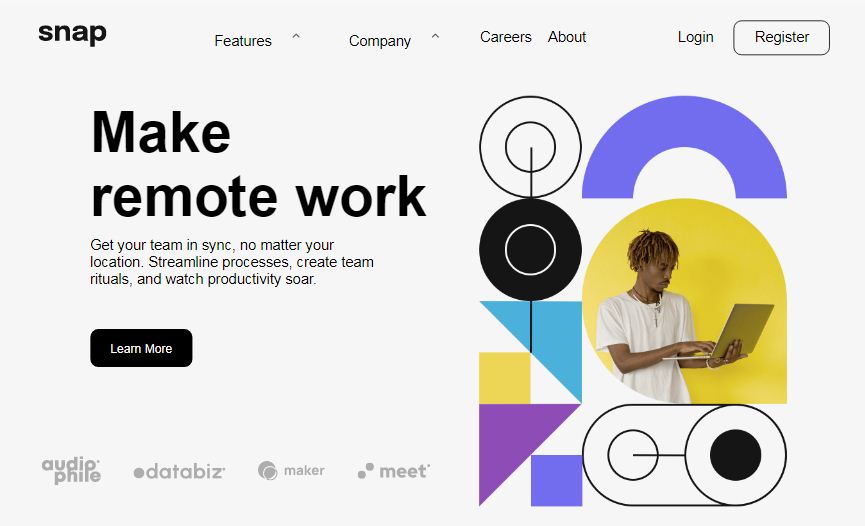 snap
Features
Company
Careers
About
Login
Register
Make
remote work
Get your team in sync, no matter your
location. Streamline processes, create team
rituals, and watch productivity soar.
Learn More
audiophile
databiz
maker
meet